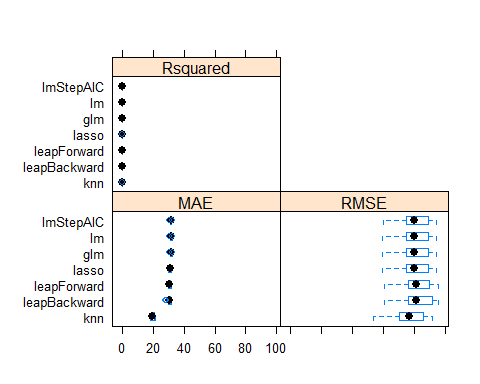 Rsquared
lmStepAIC
lm
glm
lasso
leapForward
leapBackward
knn
MAE RMSE
lmStepAIC
lm
glm
lasso
leapForward
leapBackward
knn
0 20 40 60 80 100